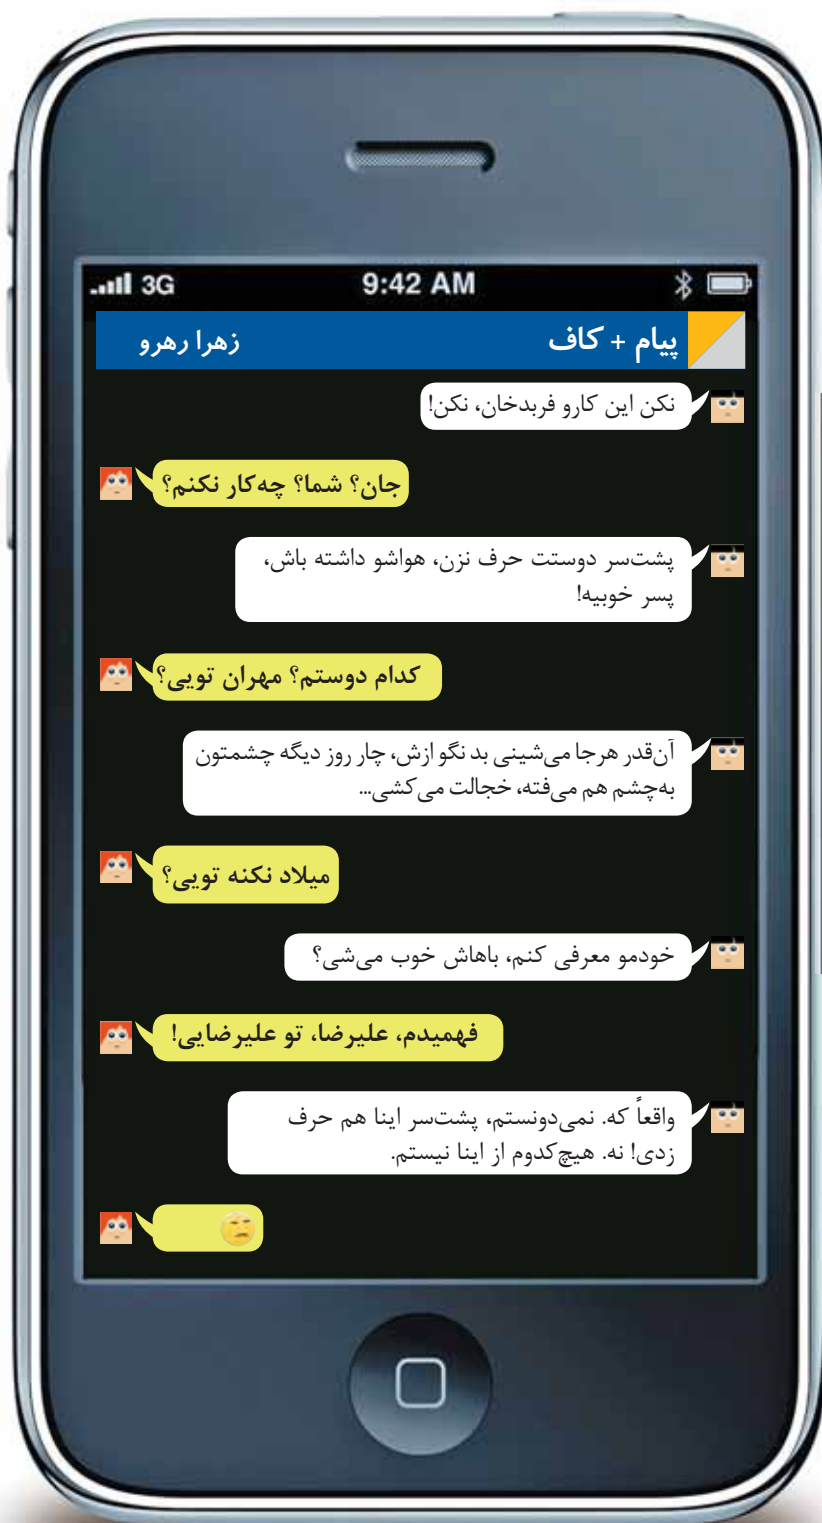 3G 9:42 AM
پیام + کاف زهرا رهرو
نکن این کارو فربدخان، نکن!
جان؟ شما؟ چه‌کار نکنم؟
پشت‌سر دوستت حرف نزن، هواشو داشته باش،
پسر خوبیه!
کدام دوستم؟ مهران تویی؟
آن‌قدر هرجا می‌شینی بد نگو ازش، چار روز دیگه چشمتون
به‌چشم هم می‌فته، خجالت می‌کشی...
میلاد نکنه تویی؟
خودمو معرفی کنم، باهاش خوب می‌شی؟
فهمیدم، علیرضا، تو علیرضایی!
واقعاً که. نمی‌دونستم، پشت‌سر اینا هم حرف
زدی! نه. هیچ‌کدوم از اینا نیستم.